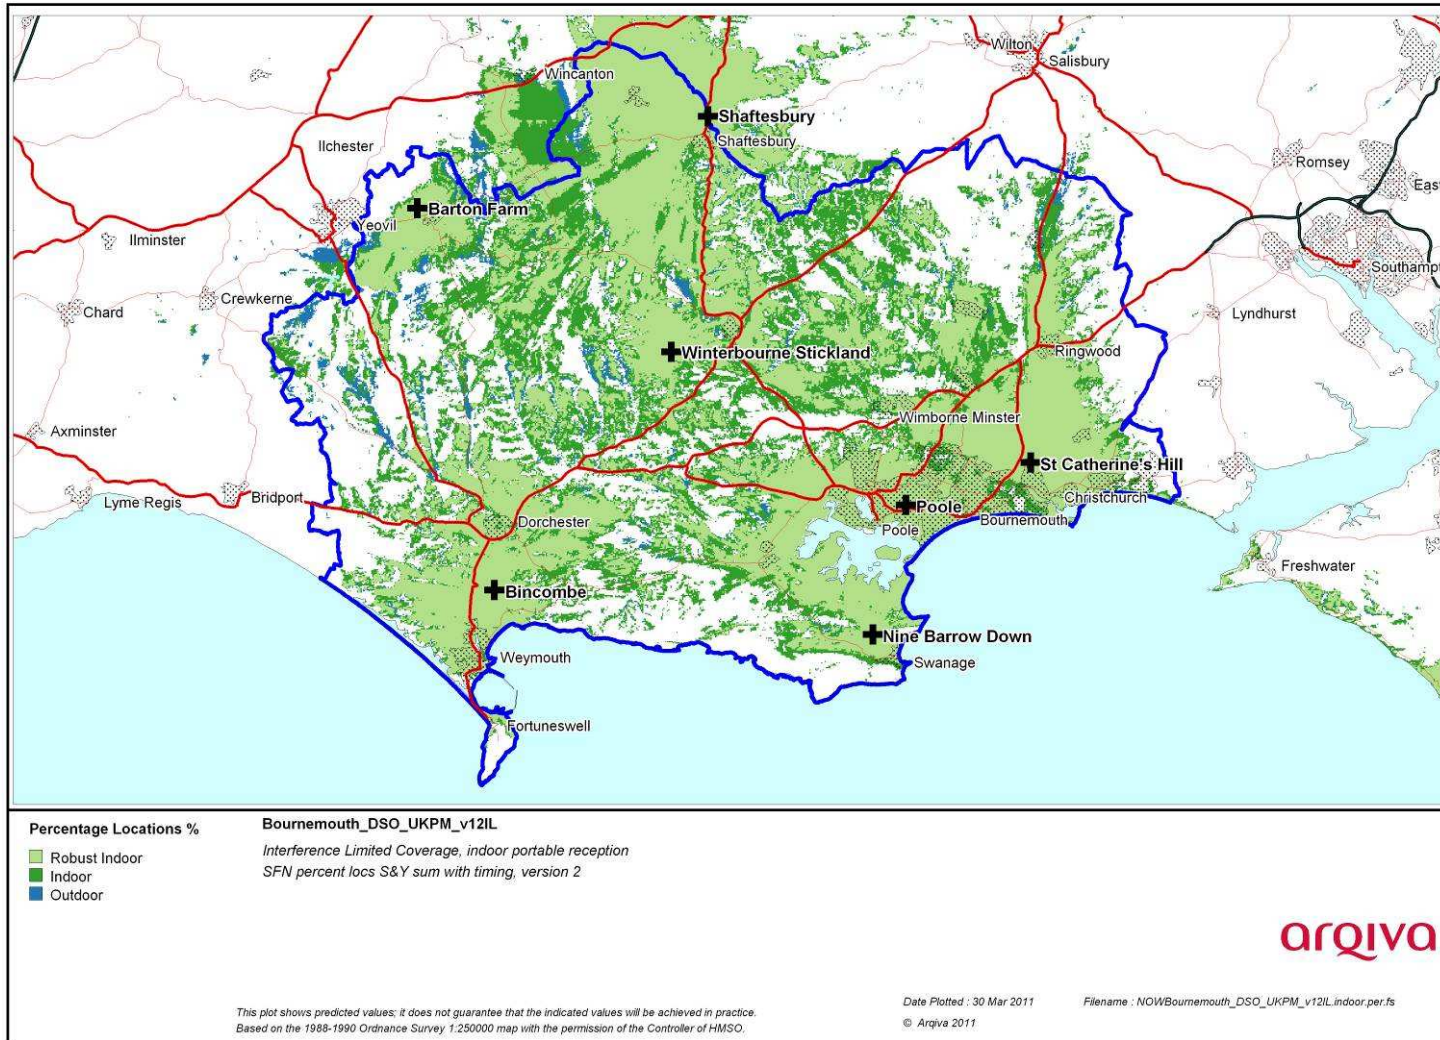 Wilton
Salisbury
Wincanton
Shaftesbury
Shaftesbury
Ilchester
Romsey
East
Barton Farm
Yeovil
Ilminster
Southampt
Crewkerne
Chard
Lyndhurst
Winterbourne Stickland
Ringwood
Wimborne Minster
Axminster
St Catherine's Hill
Lyme Regis
Bridport
Christchurch
Poole
Dorchester
Bournemouth
Poole
Freshwater
Bincombe
Nine Barrow Down
Weymouth
Swanage
Fortuneswell
Percentage Locations %
Robust Indoor
Indoor
Outdoor
Bournemouth_DSO_UKPM_v12IL
Interference Limited Coverage, indoor portable reception
SFN percent locs S&Y sum with timing, version 2
arqiva
This plot shows predicted values; it does not guarantee that the indicated values will be achieved in practice.
Based on the 1988-1990 Ordnance Survey 1:250000 map with the permission of the Controller of HMSO.
Date Plotted : 30 Mar 2011
© Arqiva 2011
Filename : NOWBournemouth_DSO_UKPM_v12IL.indoor.per.fs